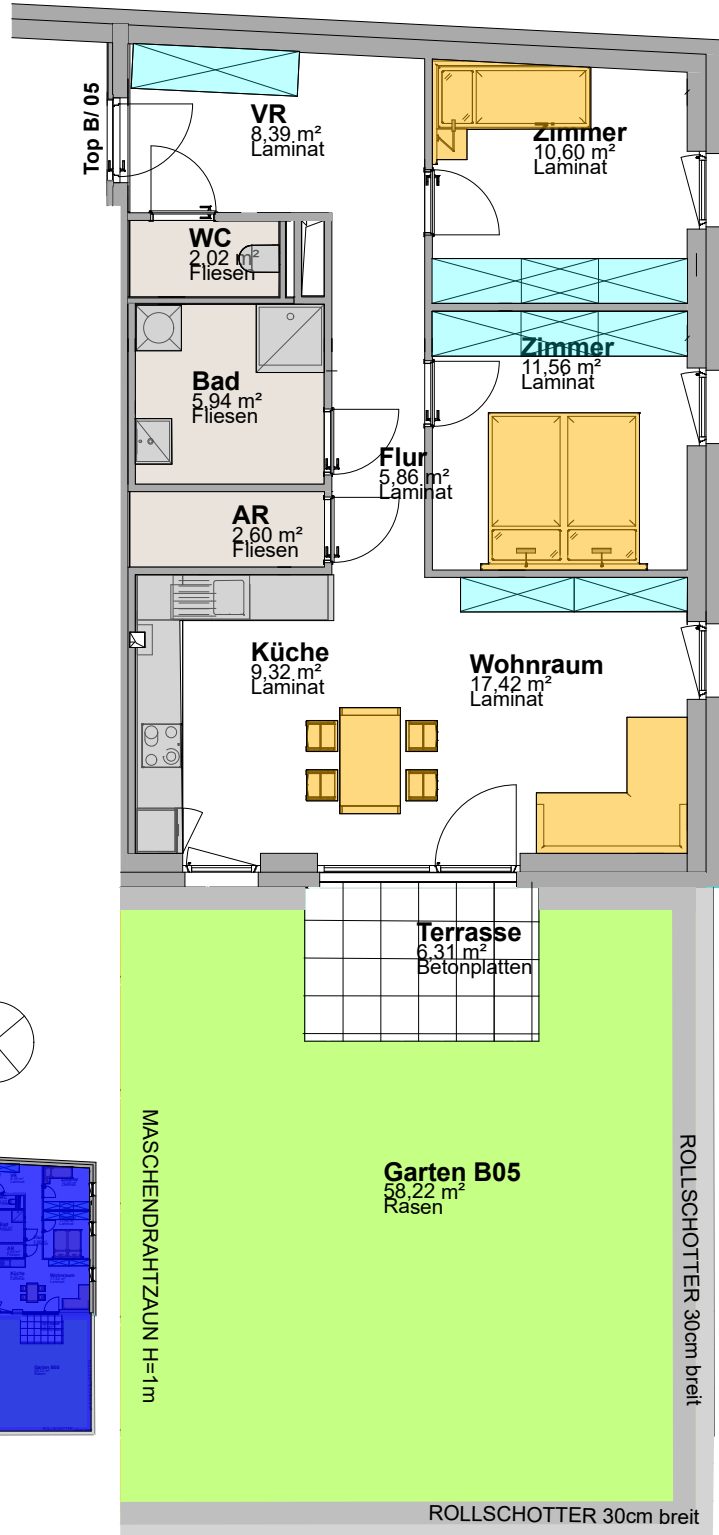 Top B/ 05
VR
8,39 m²
Laminat
Zimmer
10,60 m²
Laminat
WC
2,02 m²
Fliesen
Zimmer
11,56 m²
Laminat
Bad
5,94 m²
Fliesen
Flur
5,86 m²
Laminat
AR
2,60 m²
Fliesen
Küche
9,32 m²
Laminat
Wohnraum
17,42 m²
Laminat
Terrasse
6,31 m²
Betonplatten
MASCHENDRAHTZAUN H=1m
Garten B05
58,22 m²
Rasen
ROLLSCHOTTER 30cm breit
ROLLSCHOTTER 30cm breit